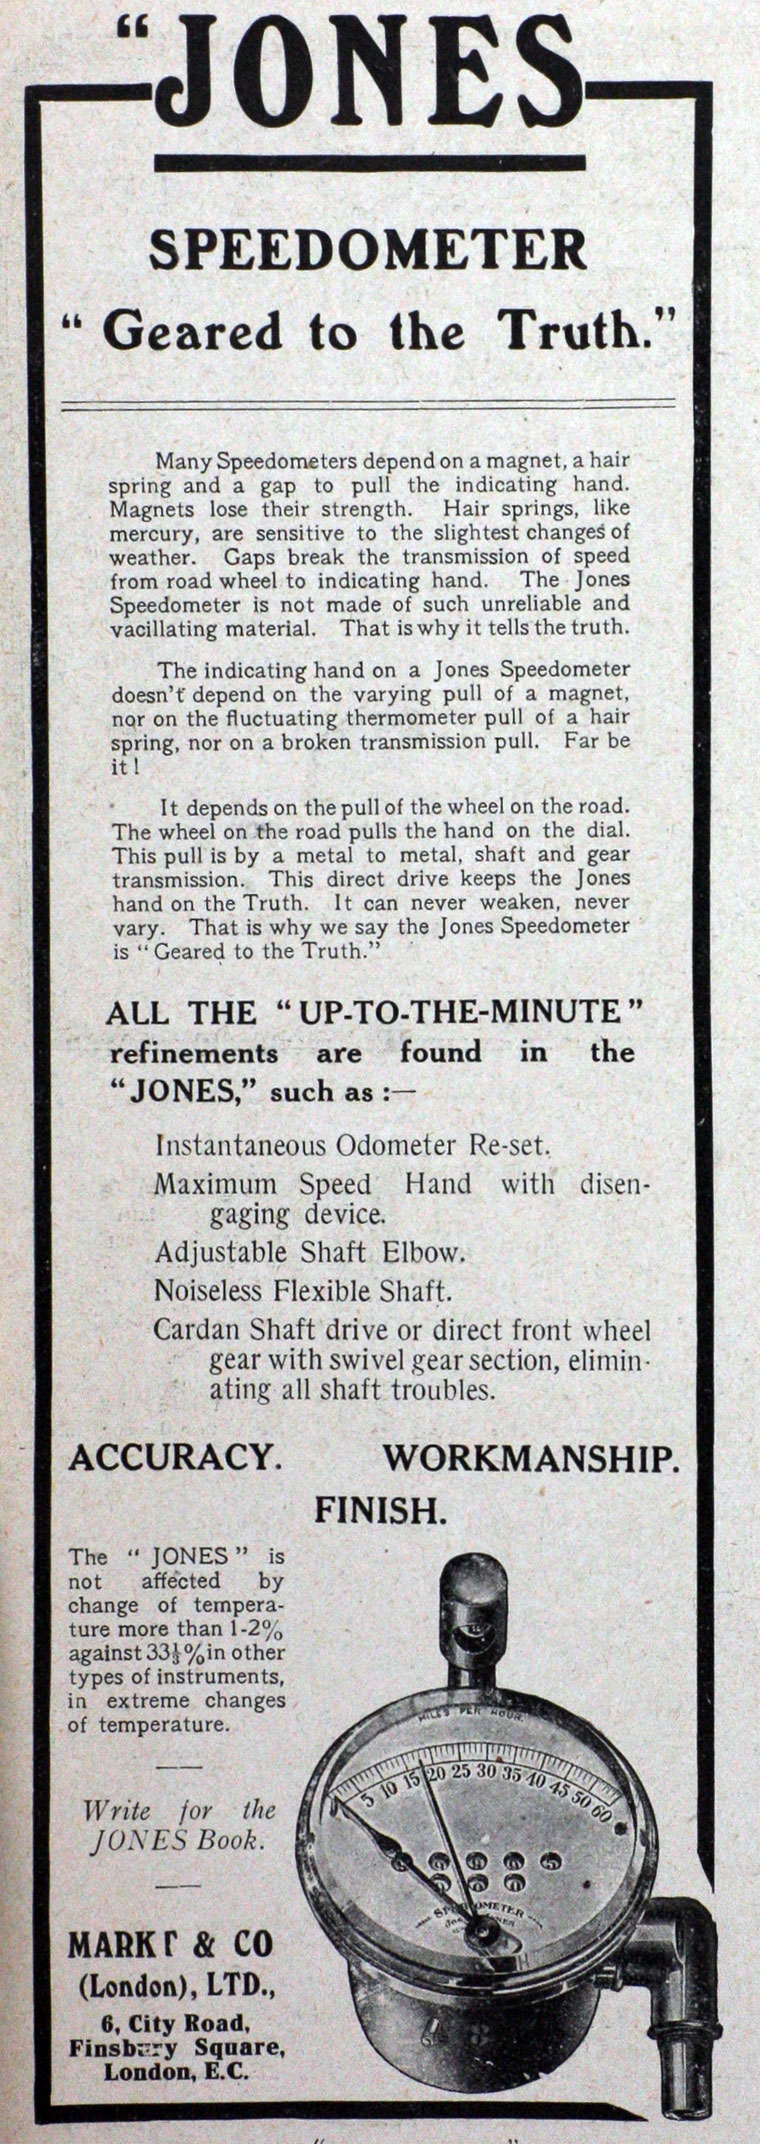 “JONES
SPEEDOMETER
“ Geared to the Truth.”
Many Speedometers depend on a magnet, a hair
spring and a gap to pull the indicating hand.
Magnets lose their strength. Hair springs, like
mercury, are sensitive to the slightest changes of
weather. Gaps break the transmission of speed
from road wheel to indicating hand. The Jones
Speedometer is not made of such unreliable and
vacillating material. That is why it tells the truth.
The indicating hand on a Jones Speedometer
doesn't depend on the varying pull of a magnet,
nor on the fluctuating thermometer pull of a hair
spring, nor on a broken transmission pull. Far be
it !
It depends on the pull of the wheel on the road.
The wheel on the road pulls the hand on the dial.
This pull is by a metal to metal, shaft and gear
transmission. This direct drive keeps the Jones
hand on the Truth. It can never weaken, never
vary. That is why we say the Jones Speedometer
is “ Geared to the Truth.”
ALL THE “ UP-TO-THE-MINUTE ”
refinements are found in the
“ JONES,” such as :—
Instantaneous Odometer Re-set.
Maximum Speed Hand with disen-
gaging device.
Adjustable Shaft Elbow.
Noiseless Flexible Shaft.
Cardan Shaft drive or direct front wheel
gear with swivel gear section, elimin-
ating all shaft troubles.
ACCURACY. WORKMANSHIP.
FINISH.
The “ JONES ” is
not affected by
change of tempera-
ture more than 1-2%
against 33⅓% in other
types of instruments,
in extreme changes
of temperature.
Write for the
JONES Book.
MARKT & CO
(London), LTD.,
6, City Road,
Finsbury Square,
London, E.C.
MILES PER HOUR.
5 10 15 20 25 30 35 40 45 50 60
SPEEDOMETER